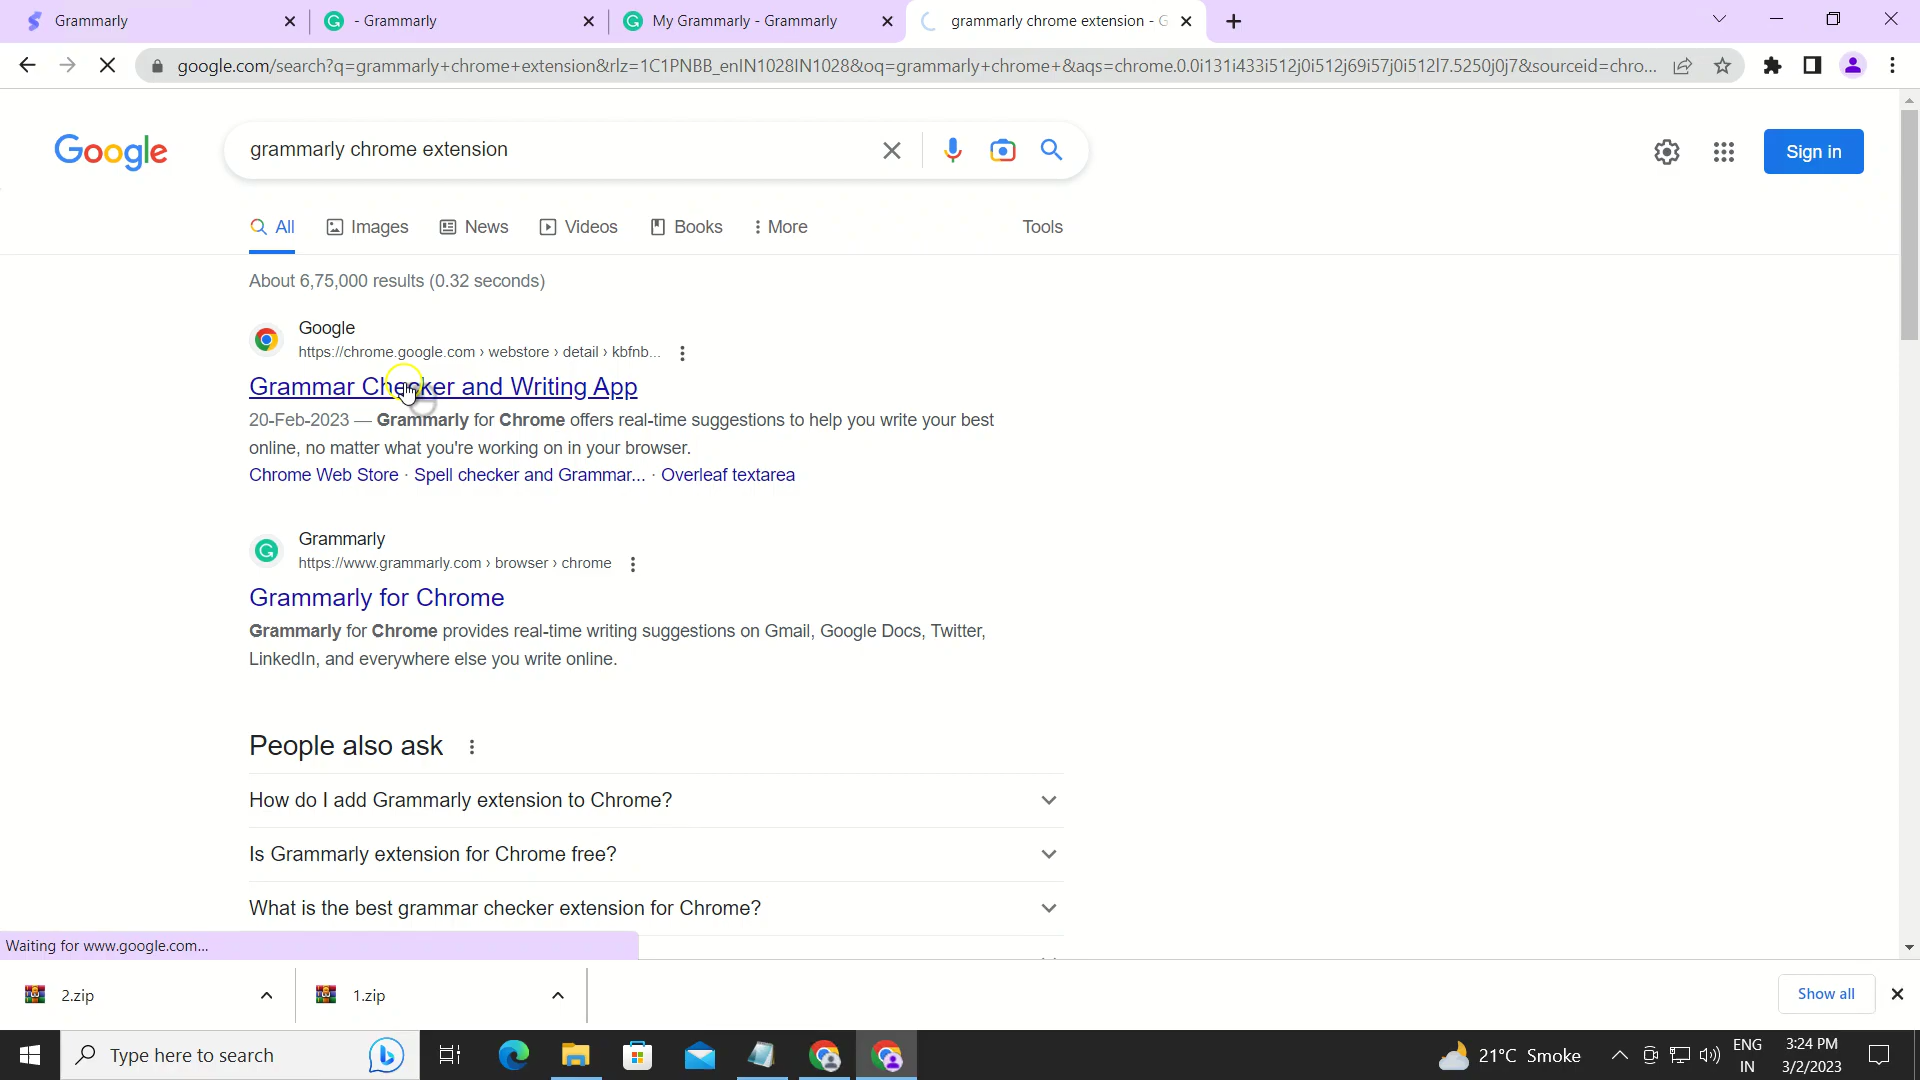 Grammarly
- Grammarly
My Grammarly - Grammarly
grammarly chrome extension - G
google.com/search?q=grammarly+chrome+extension&rlz=1C1PNBB_enIN1028IN1028&oq=grammarly+chrome+&aqs=chrome.0.0i131i433i512j0i512j69i57j0i512l7.5250j0j7&sourceid=chro...
Google
grammarly chrome extension
Sign in
All
Images
News
Videos
Books
More
Tools
About 6,75,000 results (0.32 seconds)
Google
https://chrome.google.com › webstore › detail › kbfnb...
Grammar Checker and Writing App
20-Feb-2023 — Grammarly for Chrome offers real-time suggestions to help you write your best
online, no matter what you're working on in your browser.
Chrome Web Store · Spell checker and Grammar... · Overleaf textarea
Grammarly
https://www.grammarly.com › browser › chrome
Grammarly for Chrome
Grammarly for Chrome provides real-time writing suggestions on Gmail, Google Docs, Twitter,
LinkedIn, and everywhere else you write online.
People also ask
How do I add Grammarly extension to Chrome?
Is Grammarly extension for Chrome free?
What is the best grammar checker extension for Chrome?
Waiting for www.google.com...
2.zip
1.zip
Show all
Type here to search
21°C Smoke
ENG
IN
3:24 PM
3/2/2023